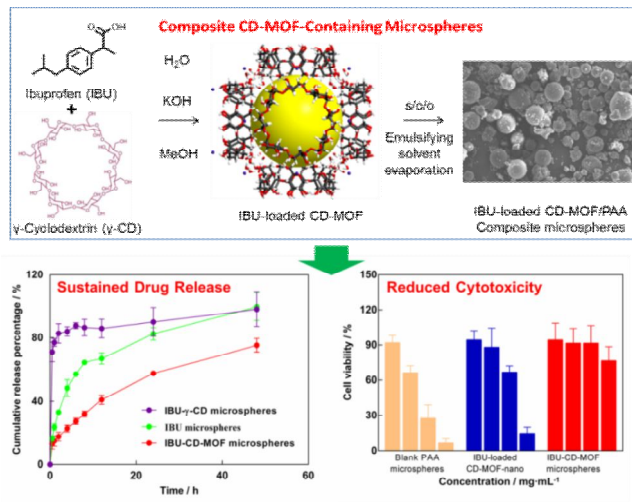 Composite CD-MOF-Containing Microspheres
O
OH
Ibuprofen (IBU)
+
γ-Cyclodextrin (γ-CD)
H₂O
KOH
MeOH
IBU-loaded CD-MOF
s/o/o
Emulsifying
solvent
evaporation
IBU-loaded CD-MOF/PAA
Composite microspheres
Sustained Drug Release
Cumulative release percentage / %
120
80
40
0
0
20
40
60
Time / h
IBU-γ-CD microspheres
IBU microspheres
IBU-CD-MOF microspheres
Reduced Cytotoxicity
Cell viability / %
150
120
90
60
30
0
Blank PAA
microspheres
IBU-loaded
CD-MOF-nano
IBU-CD-MOF
microspheres
Concentration / mg·mL⁻¹